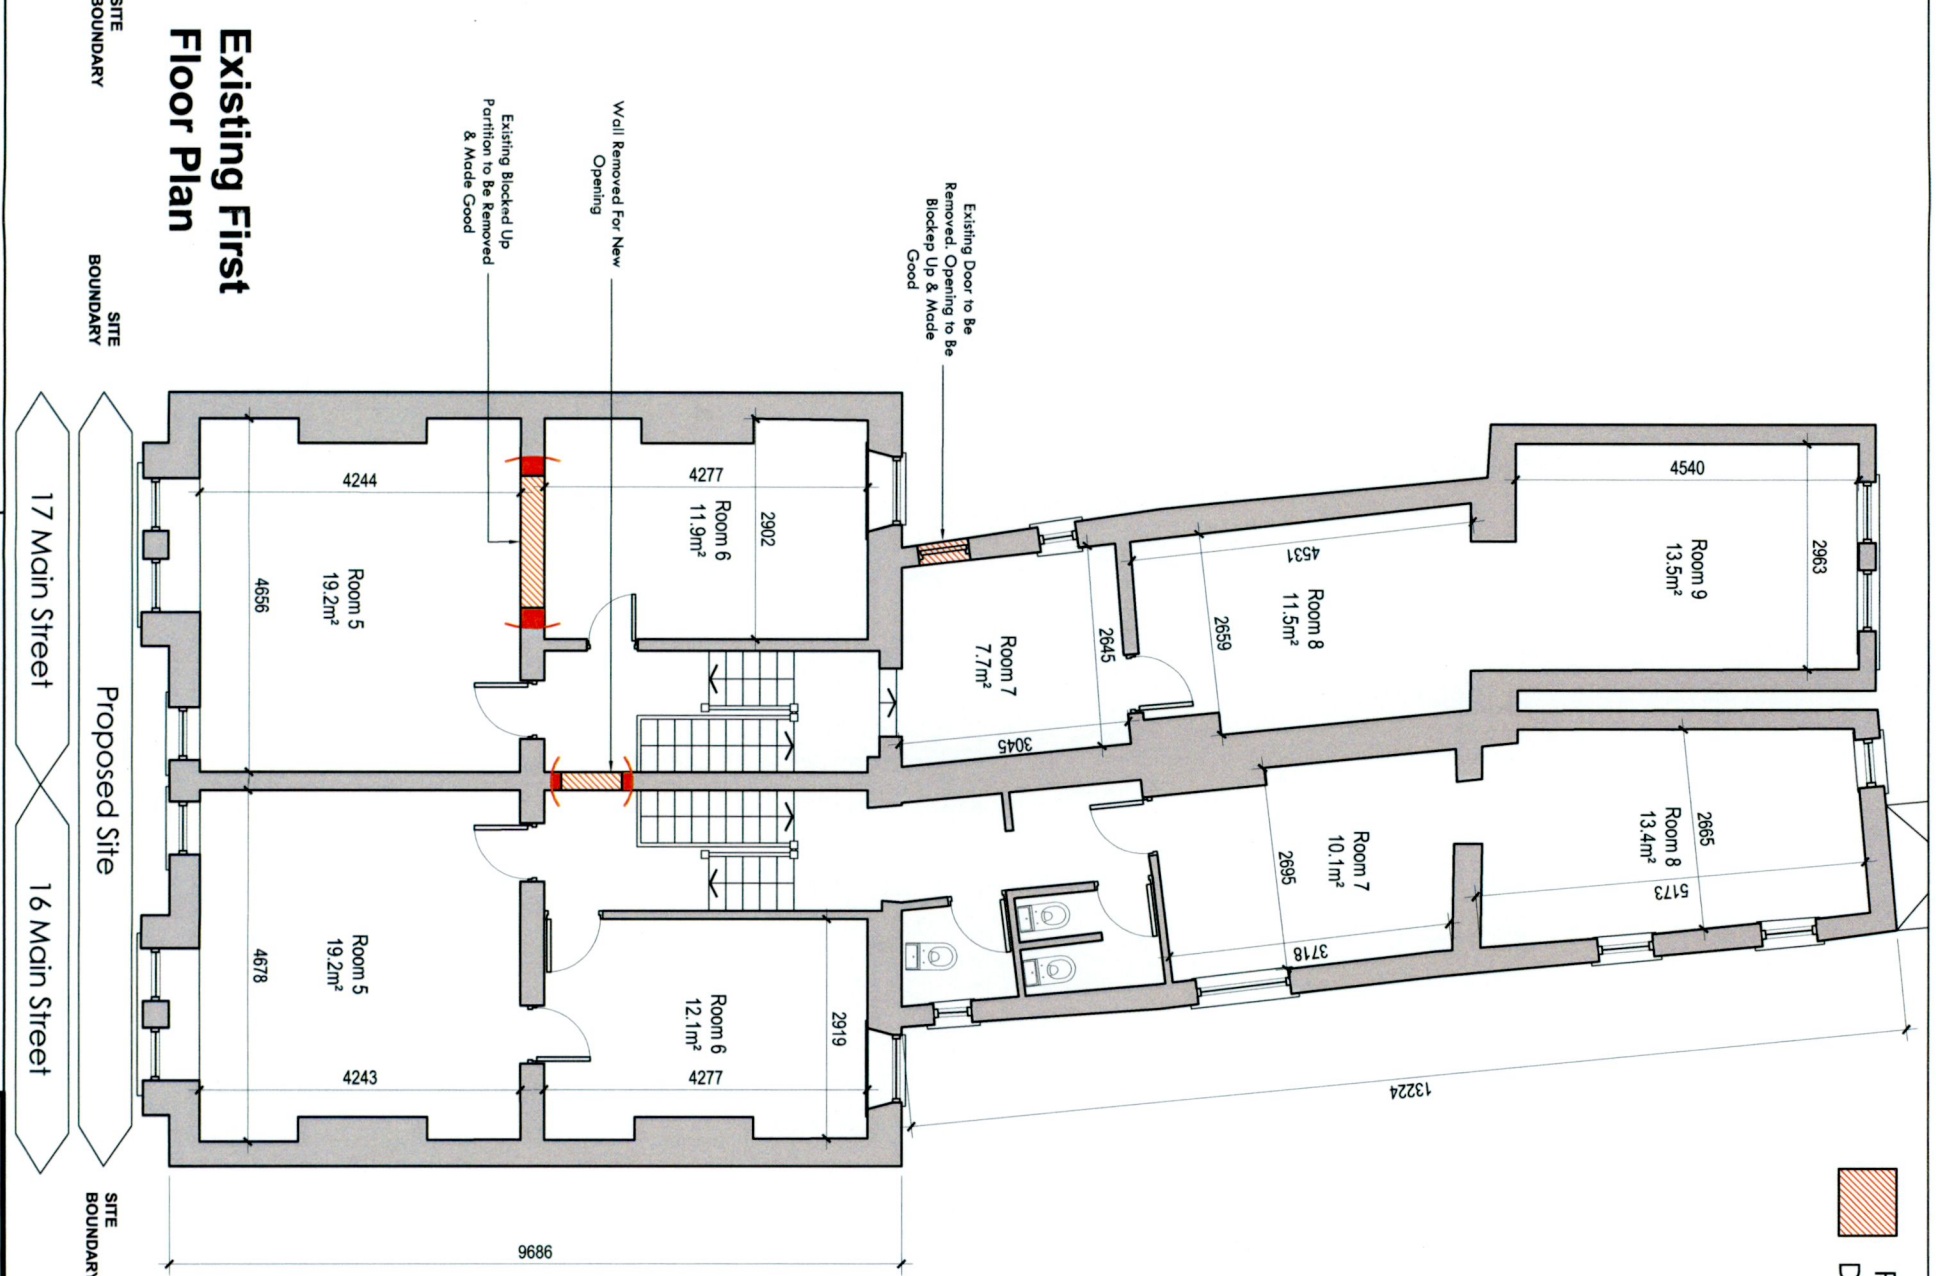 Existing First
Floor Plan
SITE
BOUNDARY
SITE
BOUNDARY
SITE
BOUNDARY
Existing Blocked Up
Partition to Be Removed
& Made Good
Wall Removed For New
Opening
Existing Door to Be
Removed. Opening to Be
Blockep Up & Made
Good
17 Main Street
16 Main Street
Proposed Site
Room 5
19.2m²
4244
4656
Room 6
11.9m²
4277
2902
Room 7
7.7m²
2645
3045
Room 8
11.5m²
4531
2659
Room 9
13.5m²
4540
2963
Room 5
19.2m²
4678
4243
Room 6
12.1m²
2919
4277
Room 7
10.1m²
2695
3718
Room 8
13.4m²
2665
5173
13224
9686